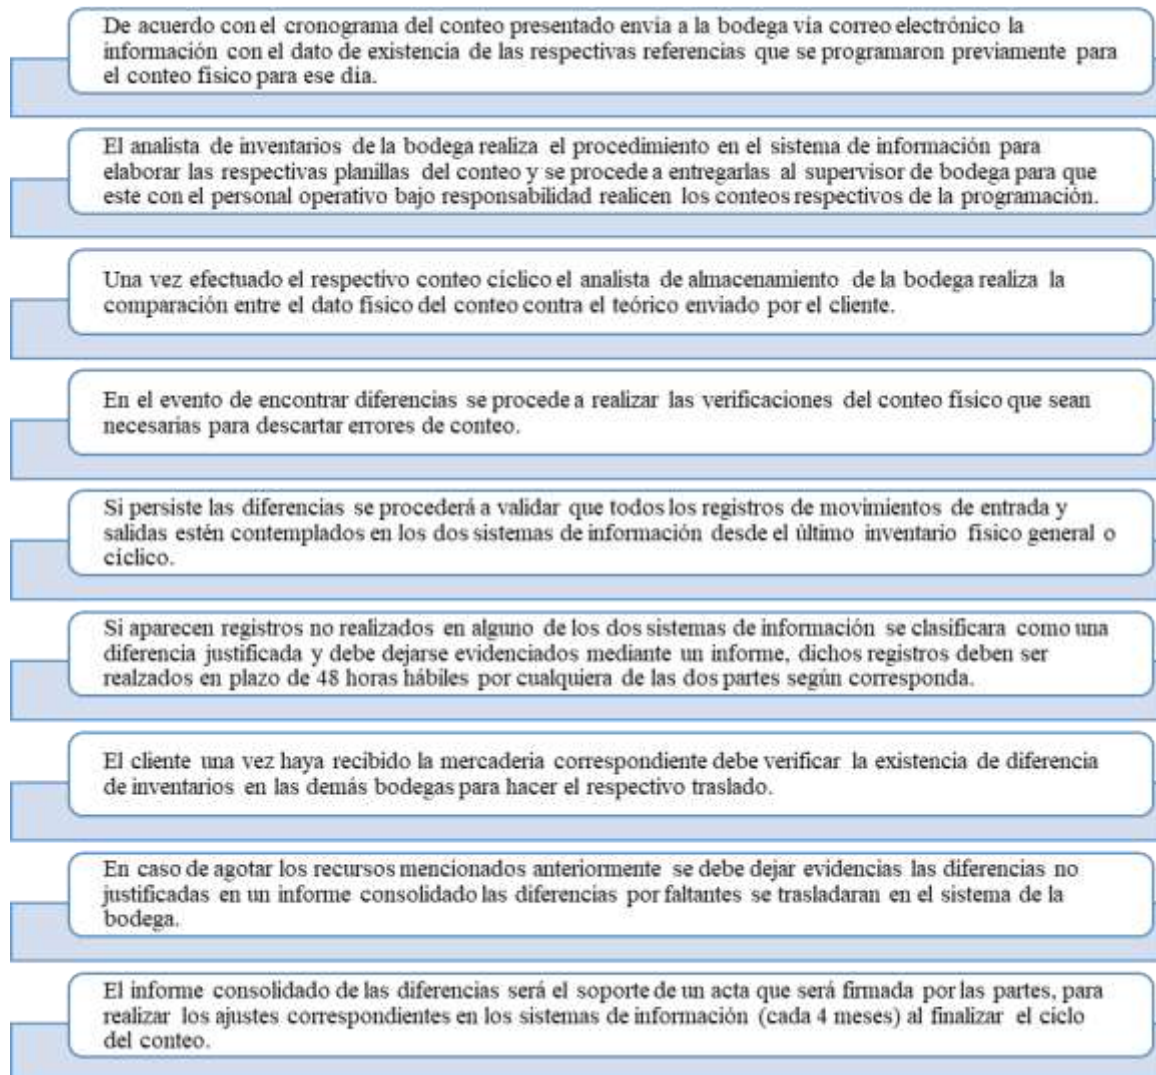 De acuerdo con el cronograma del conteo presentado envía a la bodega vía correo electrónico la
información con el dato de existencia de las respectivas referencias que se programaron previamente para
el conteo físico para ese día.
El analista de inventarios de la bodega realiza el procedimiento en el sistema de información para
elaborar las respectivas planillas del conteo y se procede a entregarlas al supervisor de bodega para que
este con el personal operativo bajo responsabilidad realicen los conteos respectivos de la programación.
Una vez efectuado el respectivo conteo cíclico el analista de almacenamiento de la bodega realiza la
comparación entre el dato físico del conteo contra el teórico enviado por el cliente.
En el evento de encontrar diferencias se procede a realizar las verificaciones del conteo físico que sean
necesarias para descartar errores de conteo.
Si persiste las diferencias se procederá a validar que todos los registros de movimientos de entrada y
salidas estén contemplados en los dos sistemas de información desde el último inventario físico general o
cíclico.
Si aparecen registros no realizados en alguno de los dos sistemas de información se clasificara como una
diferencia justificada y debe dejarse evidenciados mediante un informe, dichos registros deben ser
realzados en plazo de 48 horas hábiles por cualquiera de las dos partes según corresponda.
El cliente una vez haya recibido la mercadería correspondiente debe verificar la existencia de diferencia
de inventarios en las demás bodegas para hacer el respectivo traslado.
En caso de agotar los recursos mencionados anteriormente se debe dejar evidencias las diferencias no
justificadas en un informe consolidado las diferencias por faltantes se trasladaran en el sistema de la
bodega.
El informe consolidado de las diferencias será el soporte de un acta que será firmada por las partes, para
realizar los ajustes correspondientes en los sistemas de información (cada 4 meses) al finalizar el ciclo
del conteo.